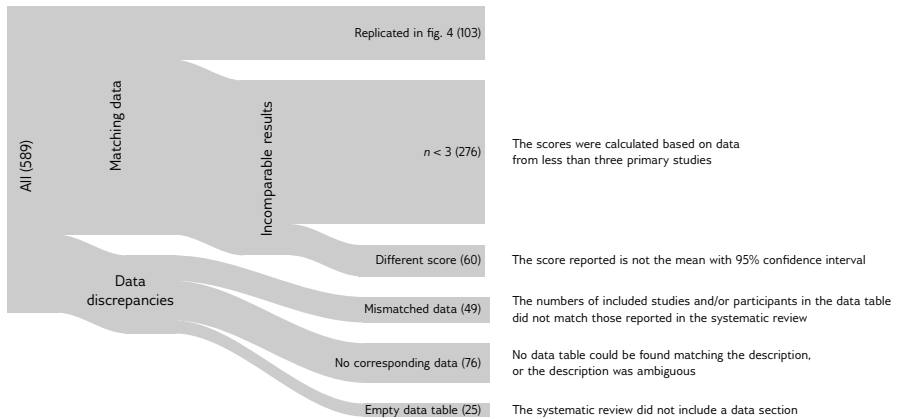 All (589)
Matching data
Replicated in fig. 4 (103)
Incomparable results
n < 3 (276)
The scores were calculated based on data
from less than three primary studies
Different score (60)
The score reported is not the mean with 95% confidence interval
Data
discrepancies
Mismatched data (49)
The numbers of included studies and/or participants in the data table
did not match those reported in the systematic review
No corresponding data (76)
No data table could be found matching the description,
or the description was ambiguous
Empty data table (25)
The systematic review did not include a data section